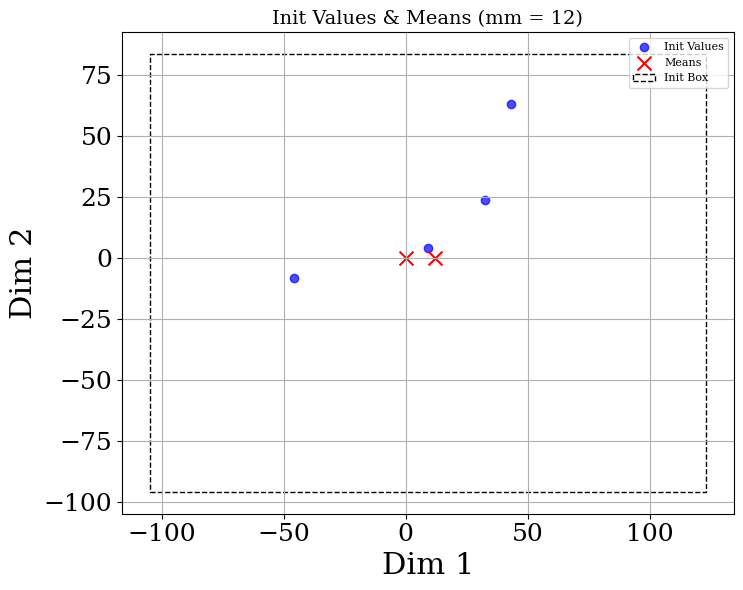 Init Values & Means (mm = 12)
Init Values
Means
Init Box
75
50
25
0
−25
−50
−75
−100
Dim 2
−100
−50
0
50
100
Dim 1